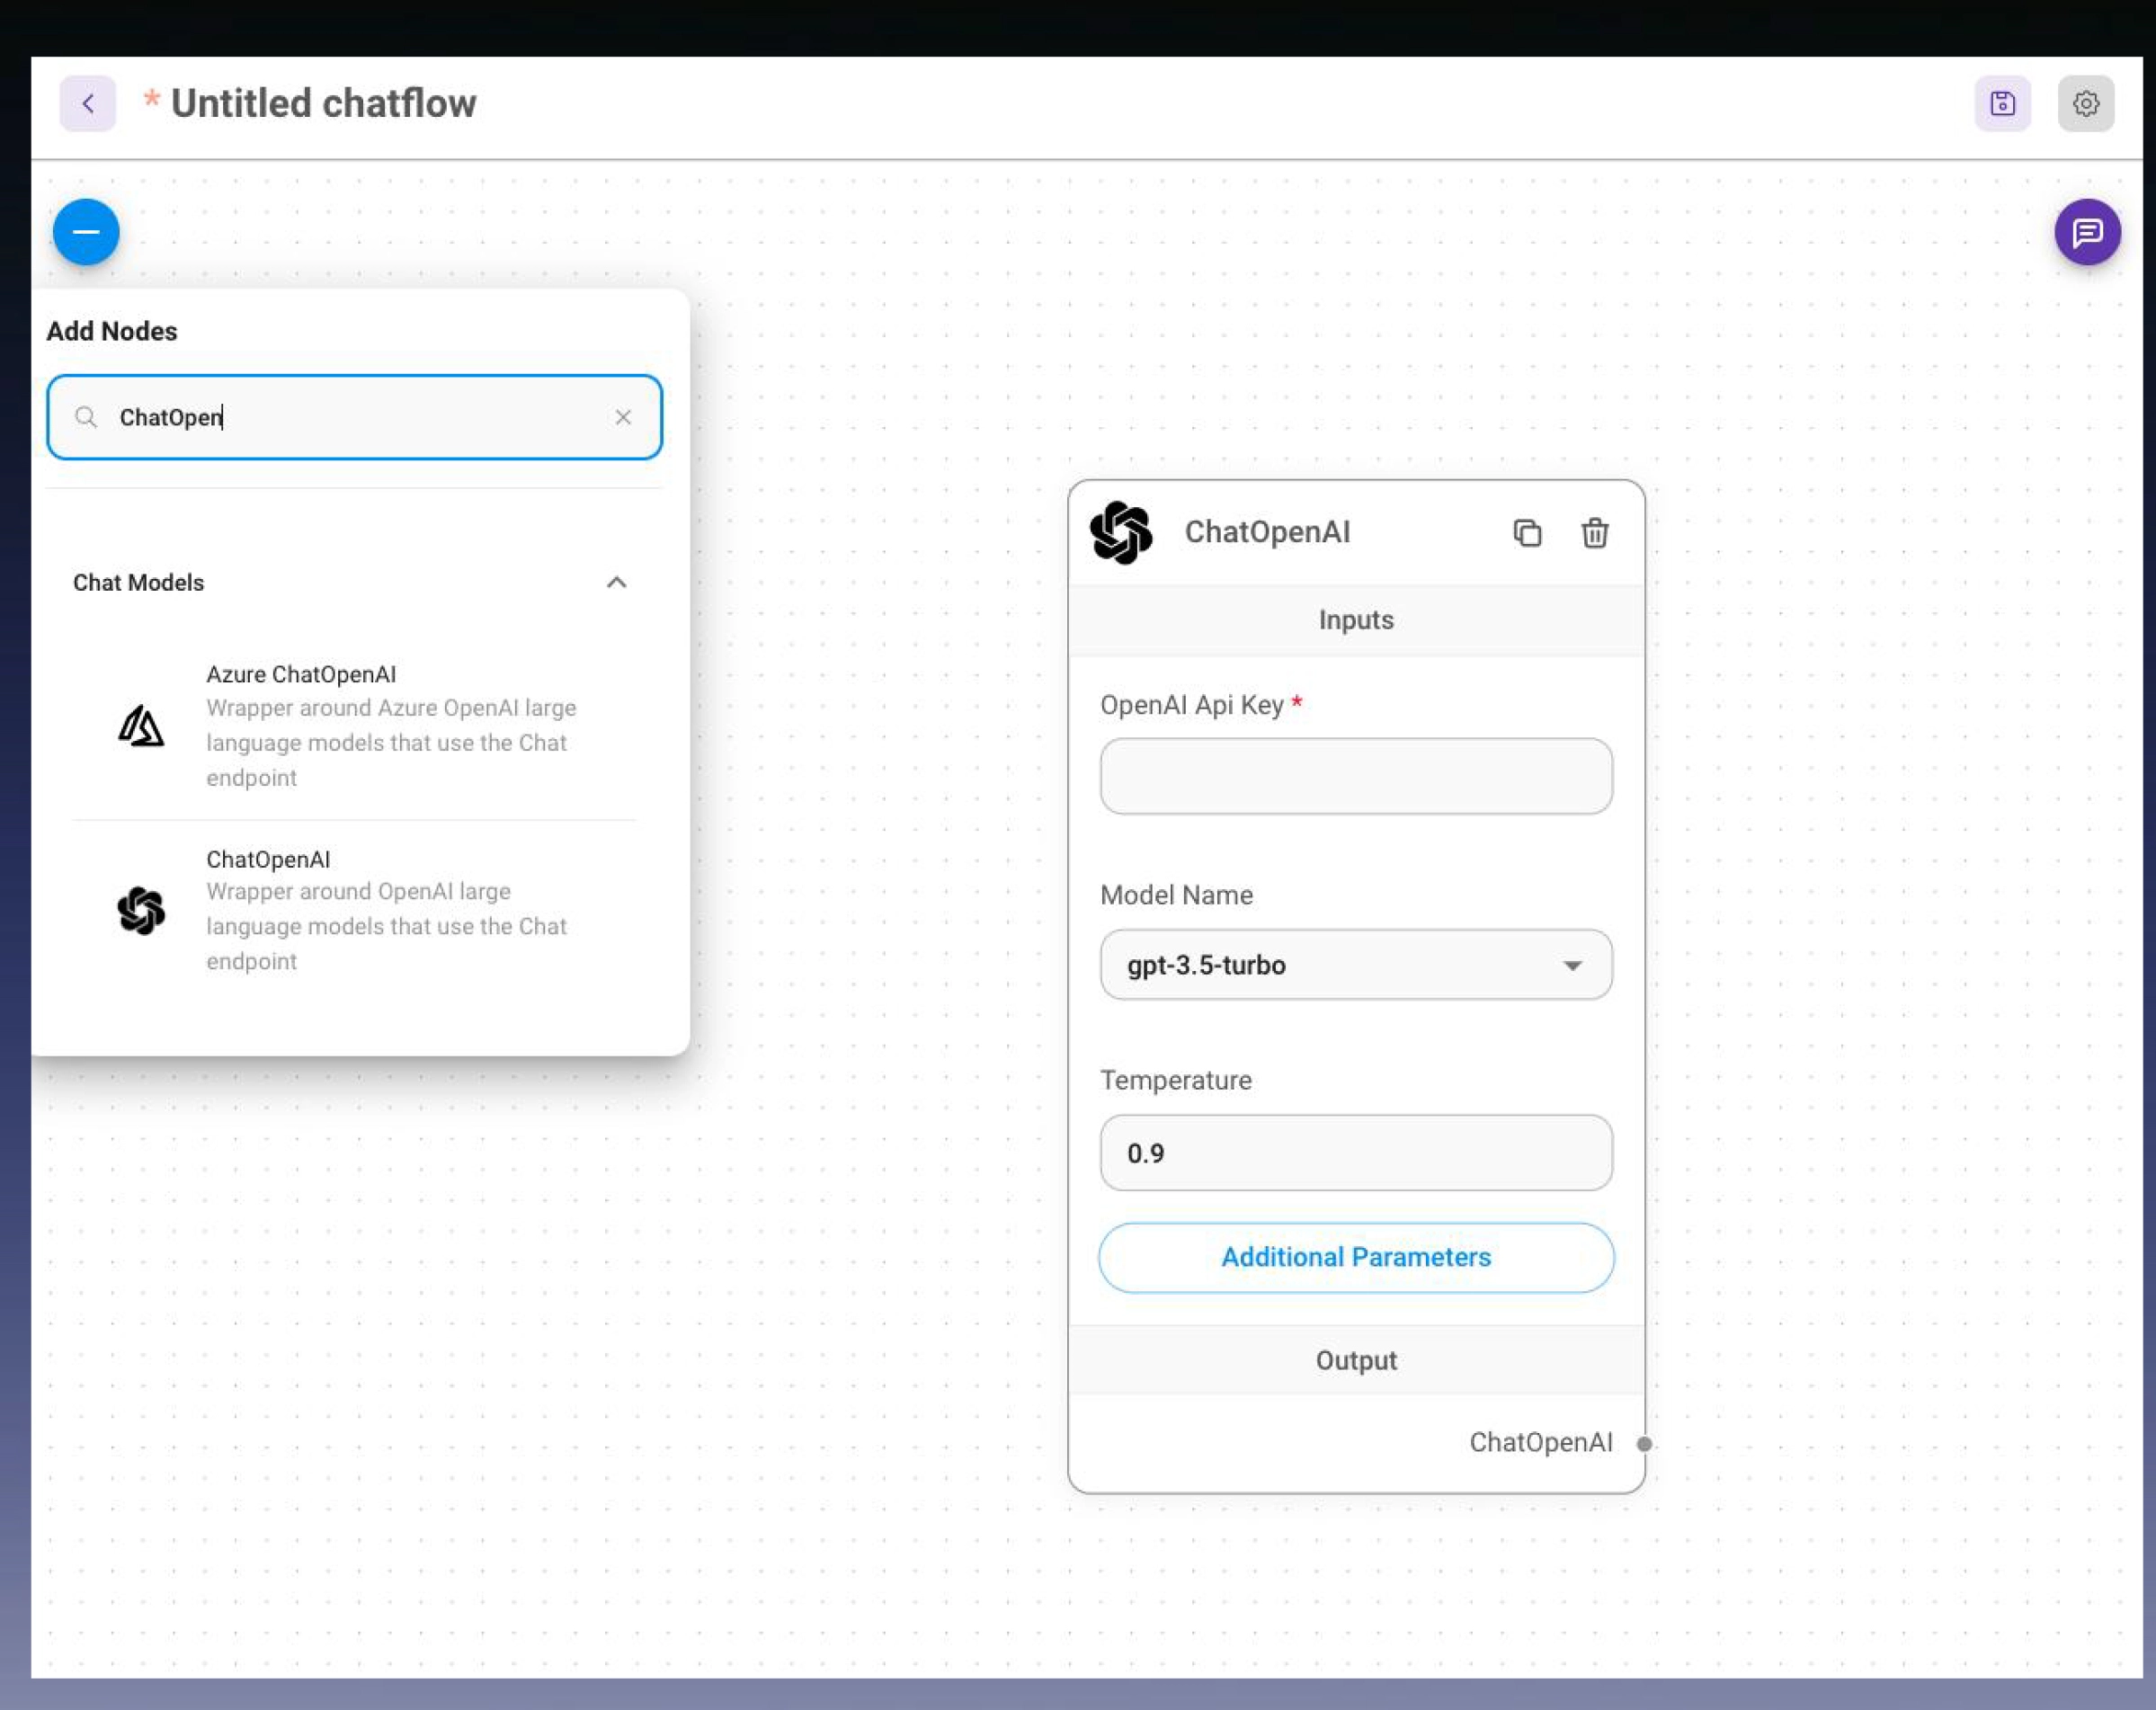 * Untitled chatflow
Add Nodes
ChatOpen
Chat Models
Azure ChatOpenAI
Wrapper around Azure OpenAI large
language models that use the Chat
endpoint
ChatOpenAI
Wrapper around OpenAI large
language models that use the Chat
endpoint
ChatOpenAI
Inputs
OpenAI Api Key *
Model Name
gpt-3.5-turbo
Temperature
0.9
Additional Parameters
Output
ChatOpenAI